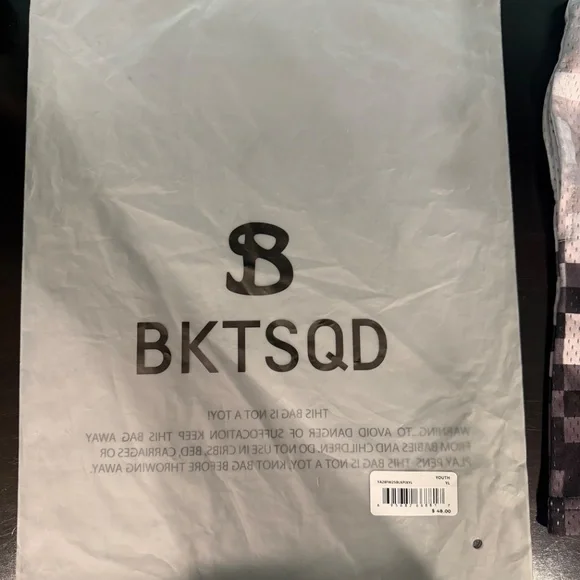 BKTSQD
THIS BAG IS NOT A TOY!
WARNING: TO AVOID DANGER OF SUFFOCATION KEEP THIS BAG AWAY
FROM BABIES AND CHILDREN. DO NOT USE IN CRIBS, BED, CARRIAGES OR
PLAY PENS. THIS BAG IS NOT A TOY. KNOT BAG BEFORE THROWING AWAY.
YOUTH
YL
$ 48.00